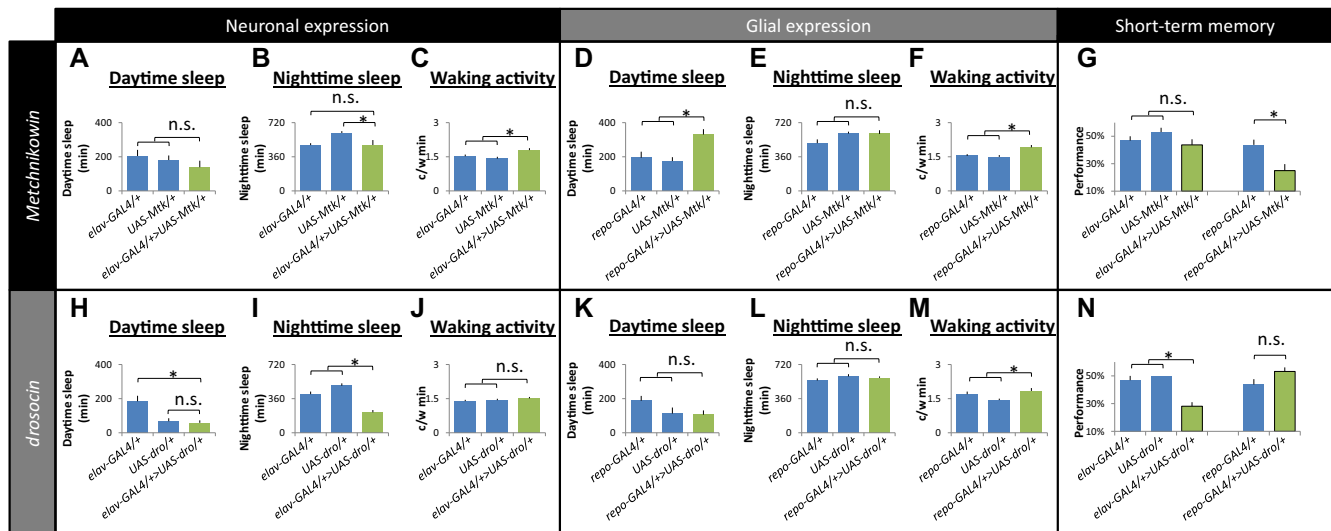 Neuronal expression
Glial expression
Short-term memory
Metchnikowin
A
Daytime sleep
n.s.
Daytime sleep
(min)
400
200
0
elav-GAL4/+
UAS-Mtk/+
elav-GAL4/+>UAS-Mtk/+
B
Nighttime sleep
n.s.
*
Nighttime sleep
(min)
720
360
0
elav-GAL4/+
UAS-Mtk/+
elav-GAL4/+>UAS-Mtk/+
C
Waking activity
*
c/w min
3
1.5
0
elav-GAL4/+
UAS-Mtk/+
elav-GAL4/+>UAS-Mtk/+
D
Daytime sleep
*
Daytime sleep
(min)
400
200
0
repo-GAL4/+
UAS-Mtk/+
repo-GAL4/+>UAS-Mtk/+
E
Nighttime sleep
n.s.
Nighttime sleep
(min)
720
360
0
repo-GAL4/+
UAS-Mtk/+
repo-GAL4/+>UAS-Mtk/+
F
Waking activity
*
c/w min
3
1.5
0
repo-GAL4/+
UAS-Mtk/+
repo-GAL4/+>UAS-Mtk/+
G
n.s.
*
Performance
50%
30%
10%
elav-GAL4/+
UAS-Mtk/+
elav-GAL4/+>UAS-Mtk/+
repo-GAL4/+
repo-GAL4/+>UAS-Mtk/+
drosocin
H
Daytime sleep
*
n.s.
Daytime sleep
(min)
400
200
0
elav-GAL4/+
UAS-dro/+
elav-GAL4/+>UAS-dro/+
I
Nighttime sleep
*
Nighttime sleep
(min)
720
360
0
elav-GAL4/+
UAS-dro/+
elav-GAL4/+>UAS-dro/+
J
Waking activity
n.s.
c/w min
3
1.5
0
elav-GAL4/+
UAS-dro/+
elav-GAL4/+>UAS-dro/+
K
Daytime sleep
n.s.
Daytime sleep
(min)
400
200
0
repo-GAL4/+
UAS-dro/+
repo-GAL4/+>UAS-dro/+
L
Nighttime sleep
n.s.
Nighttime sleep
(min)
720
360
0
repo-GAL4/+
UAS-dro/+
repo-GAL4/+>UAS-dro/+
M
Waking activity
*
c/w min
3
1.5
0
repo-GAL4/+
UAS-dro/+
repo-GAL4/+>UAS-dro/+
N
*
n.s.
Performance
50%
30%
10%
elav-GAL4/+
UAS-dro/+
elav-GAL4/+>UAS-dro/+
repo-GAL4/+
repo-GAL4/+>UAS-dro/+